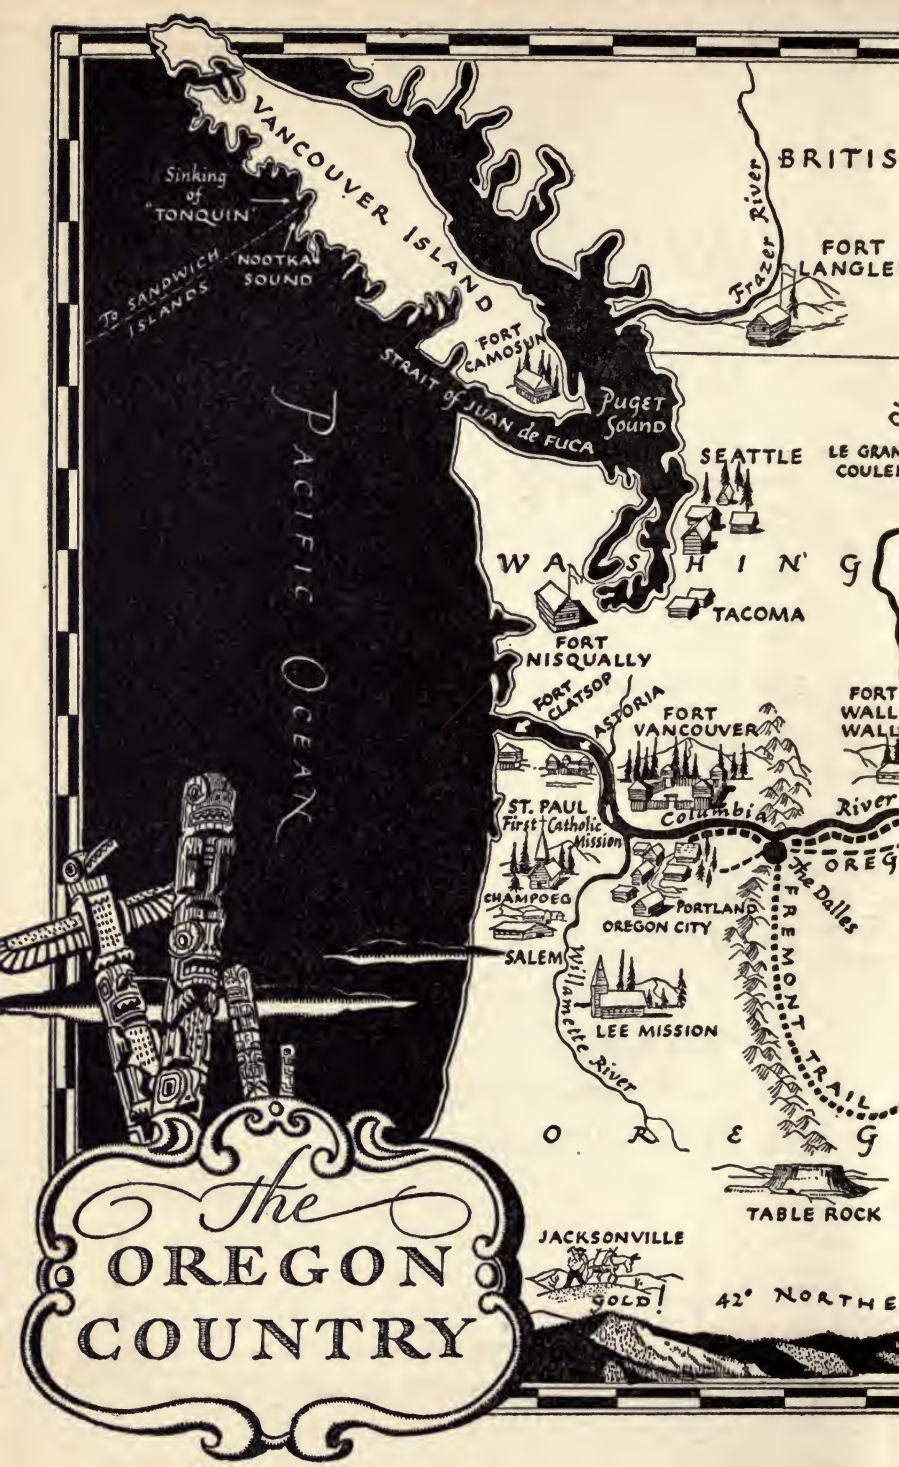 VANCOUVER ISLAND
Sinking
of
"TONQUIN"
NOOTKA
SOUND
To SANDWICH
ISLANDS
BRITIS
Frazer River
FORT
LANGLE
FORT
CAMOSUN
STRAIT of JUAN de FUCA
PUGET
Sound
PACIFIC OCEAN
SEATTLE
LE GRAN
COULE
WASHING
TACOMA
FORT
NISQUALLY
FORT
CLATSOP
ASTORIA
FORT
VANCOUVER
FORT
WALL
WALL
Columbia River
ST. PAUL
First Catholic
Mission
CHAMPOEG
PORTLAND
OREGON CITY
OREG
The Dalles
FREMONT TRAIL
SALEM
Willamette River
LEE MISSION
OREG
TABLE ROCK
JACKSONVILLE
GOLD!
42° NORTHE
The
OREGON
COUNTRY